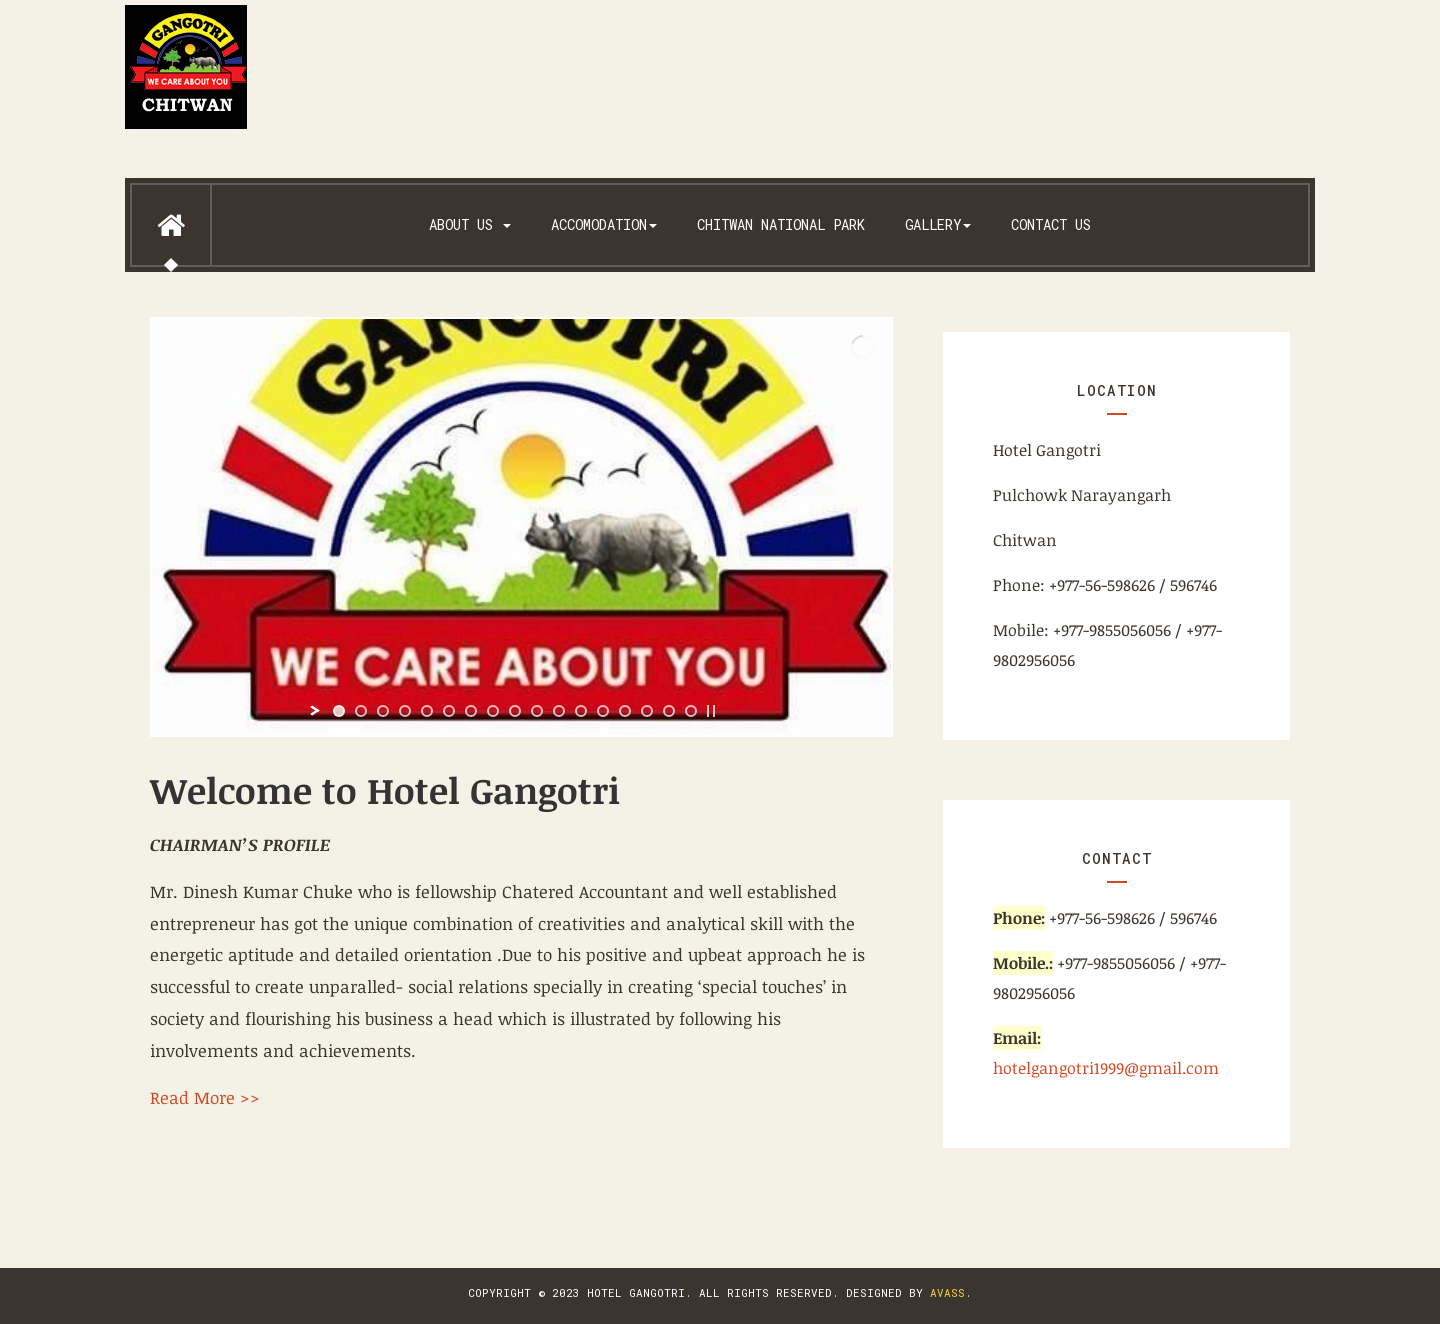 GANGOTRI
WE CARE ABOUT YOU
CHITWAN
ABOUT US
ACCOMODATION
CHITWAN NATIONAL PARK
GALLERY
CONTACT US
GANGOTRI
WE CARE ABOUT YOU
Welcome to Hotel Gangotri
CHAIRMAN’S PROFILE
Mr. Dinesh Kumar Chuke who is fellowship Chatered Accountant and well established
entrepreneur has got the unique combination of creativities and analytical skill with the
energetic aptitude and detailed orientation .Due to his positive and upbeat approach he is
successful to create unparalled- social relations specially in creating ‘special touches’ in
society and flourishing his business a head which is illustrated by following his
involvements and achievements.
Read More >>
LOCATION
Hotel Gangotri
Pulchowk Narayangarh
Chitwan
Phone: +977-56-598626 / 596746
Mobile: +977-9855056056 / +977-
9802956056
CONTACT
Phone: +977-56-598626 / 596746
Mobile.: +977-9855056056 / +977-
9802956056
Email:
hotelgangotri1999@gmail.com
COPYRIGHT © 2023 HOTEL GANGOTRI. ALL RIGHTS RESERVED. DESIGNED BY AVASS.